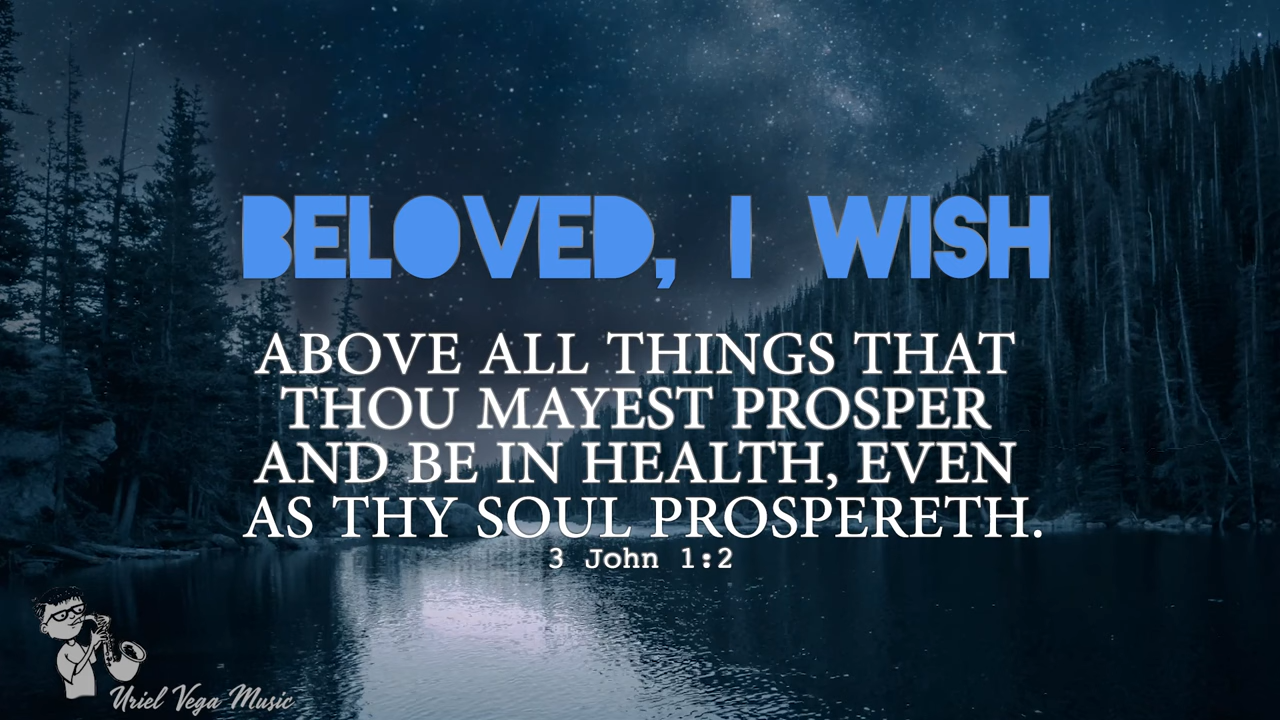 BELOVED, I WISH
ABOVE ALL THINGS THAT
THOU MAYEST PROSPER
AND BE IN HEALTH, EVEN
AS THY SOUL PROSPERETH.
3 John 1:2
Uriel Vega Music